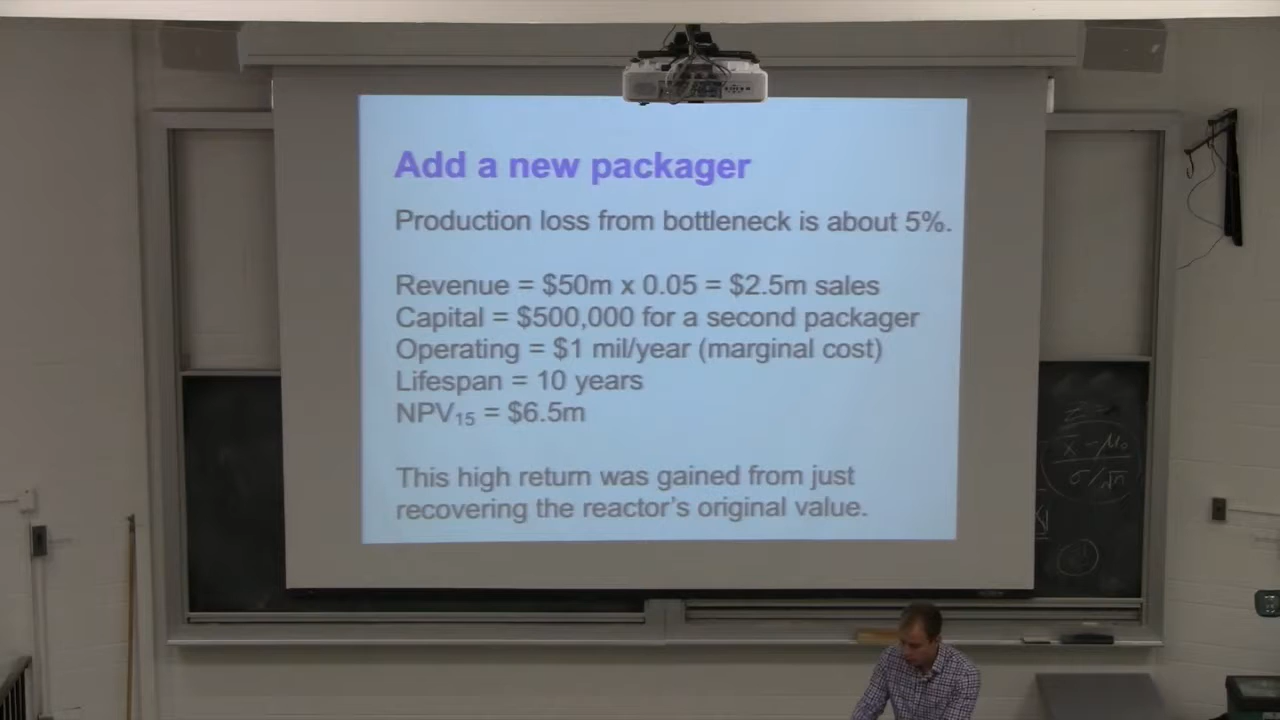 Add a new packager
Production loss from bottleneck is about 5%.
Revenue = $50m x 0.05 = $2.5m sales
Capital = $500,000 for a second packager
Operating = $1 mil/year (marginal cost)
Lifespan = 10 years
NPV₁₅ = $6.5m
This high return was gained from just
recovering the reactor's original value.
Z =
x̄ - μ₀
σ/√n